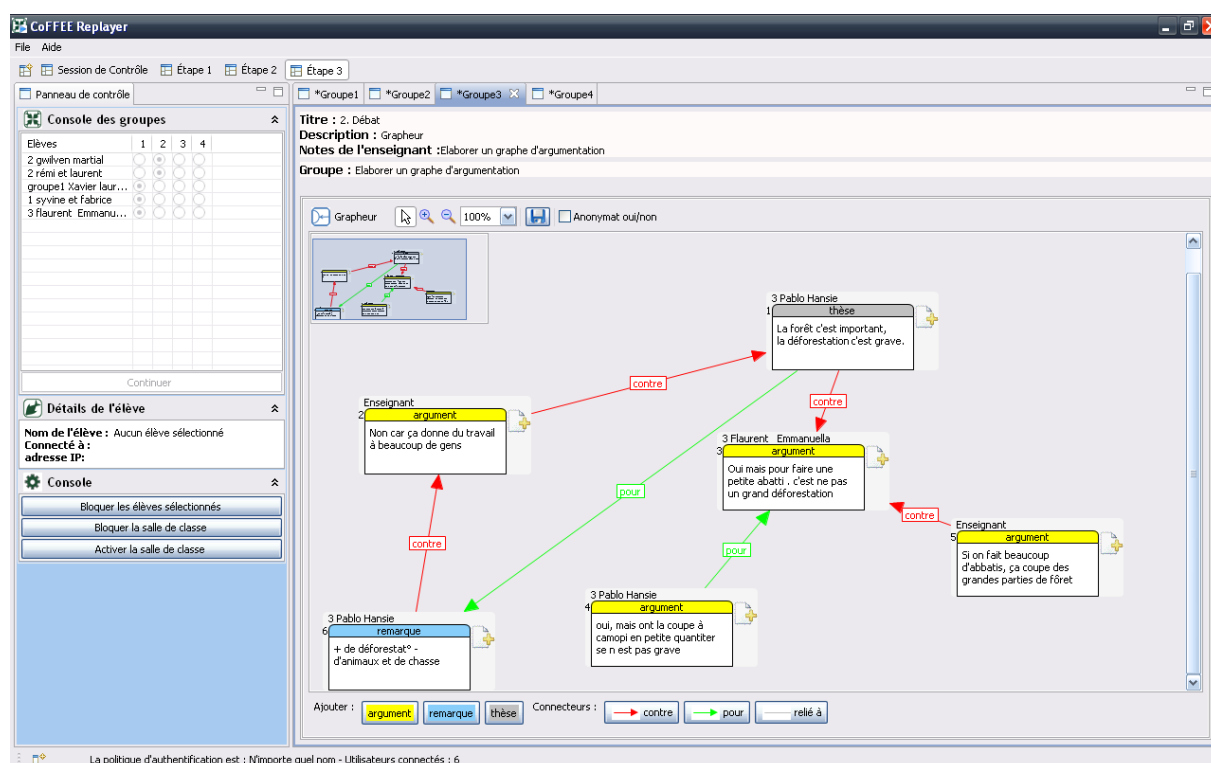 CoFFEE Replayer
File Aide
Session de Contrôle Étape 1 Étape 2 Étape 3
Panneau de contrôle
Console des groupes
Elèves 1 2 3 4
2 gwilven martial
2 rémi et laurent
groupe1 Xavier laur...
1 syvine et fabrice
3 flaurent Emmanu...
Continuer
Détails de l'élève
Nom de l'élève : Aucun élève sélectionné
Connecté à :
adresse IP:
Console
Bloquer les élèves sélectionnés
Bloquer la salle de classe
Activer la salle de classe
*Groupe1 *Groupe2 *Groupe3 *Groupe4
Titre : 2. Débat
Description : Grapheur
Notes de l'enseignant :Elaborer un graphe d'argumentation
Groupe : Elaborer un graphe d'argumentation
Grapheur 100% Anonymat oui/non
3 Pablo Hansie
1 thèse
La forêt c'est important,
la déforestation c'est grave.
contre
contre
Enseignant
2 argument
Non car ça donne du travail
à beaucoup de gens
3 Flaurent Emmanuella
3 argument
Oui mais pour faire une
petite abatti . c'est ne pas
un grand déforestation
pour
contre
Enseignant
5 argument
Si on fait beaucoup
d'abbatis, ça coupe des
grandes parties de fôret
contre
pour
3 Pablo Hansie
4 argument
oui, mais ont la coupe à
camopi en petite quantiter
se n est pas grave
3 Pablo Hansie
6 remarque
+ de déforestat° -
d'animaux et de chasse
Ajouter : argument remarque thèse Connecteurs : contre pour relié à
La politique d'authentification est : N'importe quel nom - Utilisateurs connectés : 6